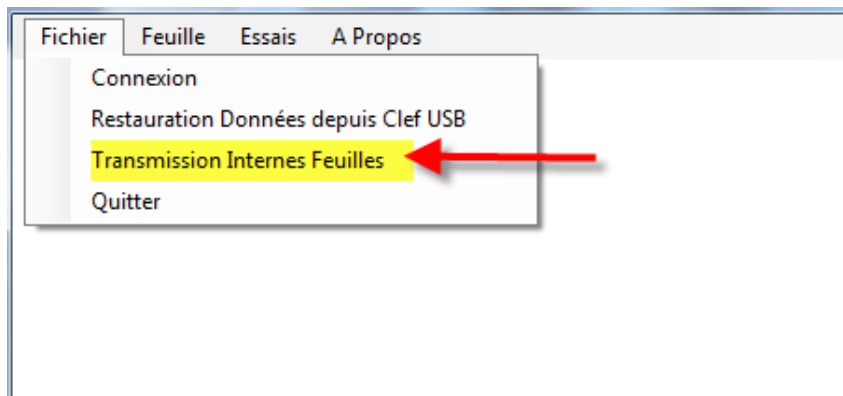 Fichier Feuille Essais A Propos
Connexion
Restauration Données depuis Clef USB
Transmission Internes Feuilles
Quitter